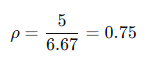 ρ = 5 / 6.67 = 0.75